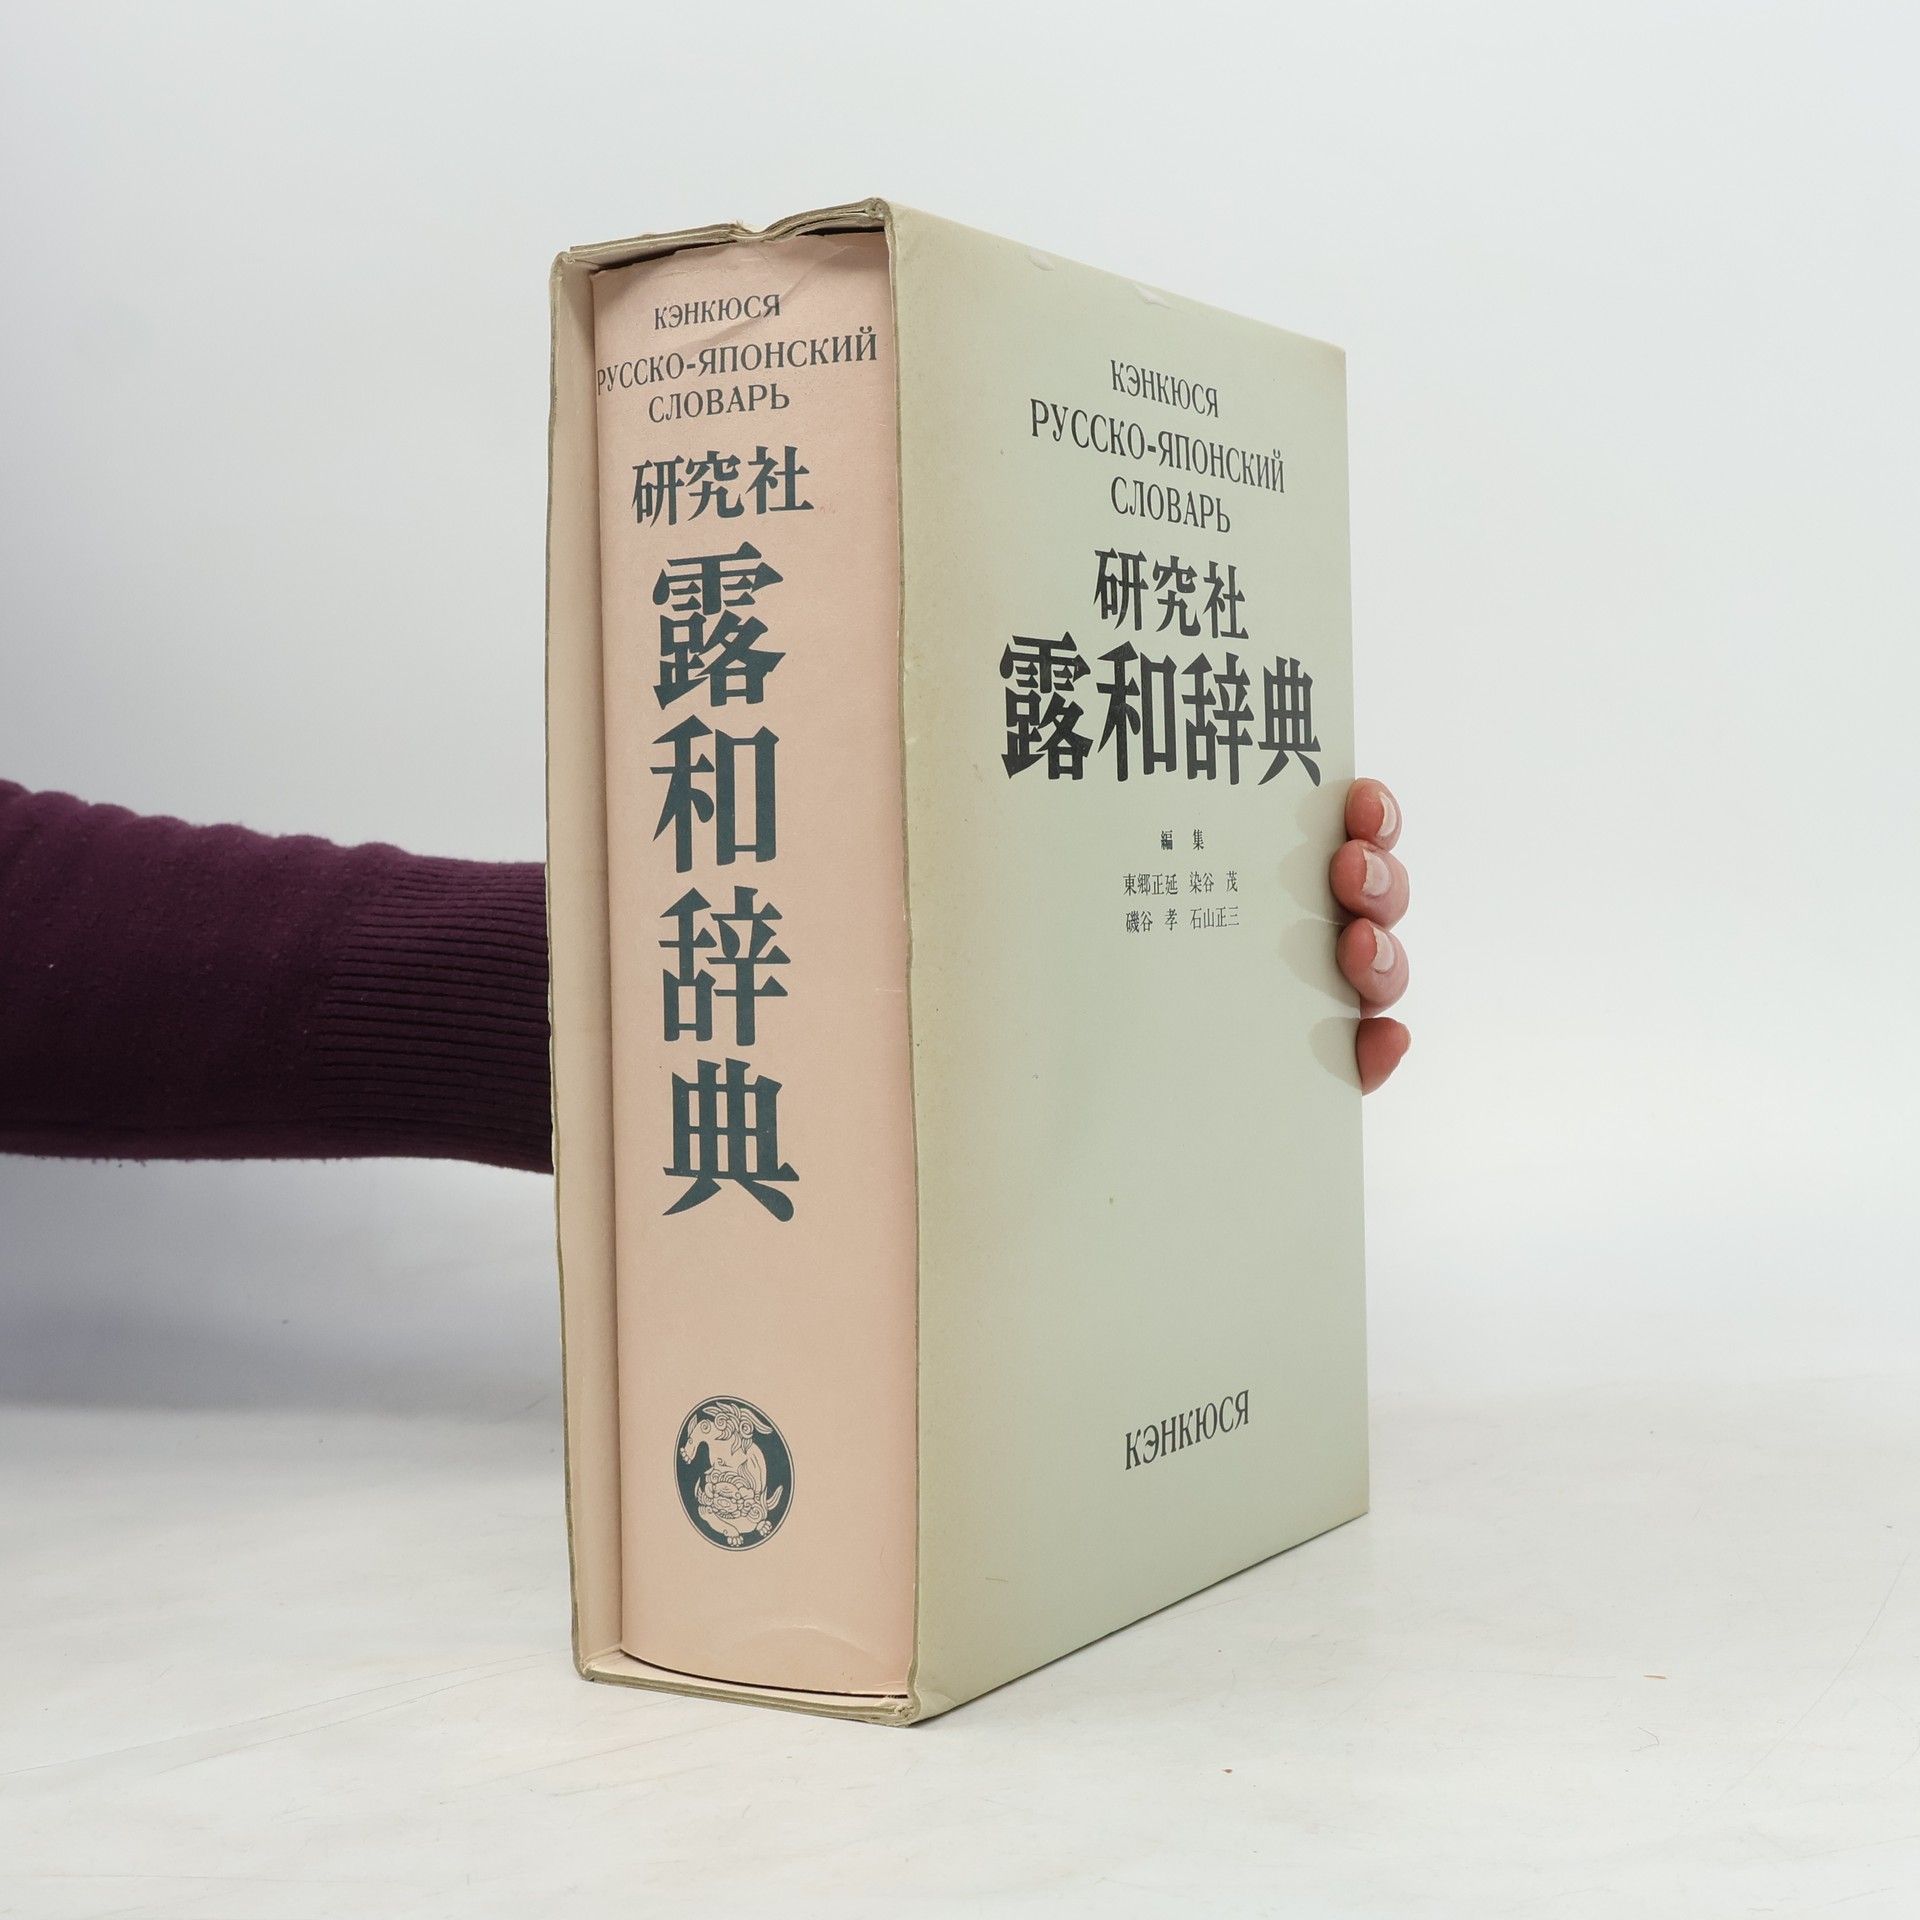 КЭНКЮСЯ
РУССКО-ЯПОНСКИЙ
СЛОВАРЬ
研究社
露和辞典
КЭНКЮСЯ
РУССКО-ЯПОНСКИЙ
СЛОВАРЬ
研究社
露和辞典
編 集
東郷正延 染谷 茂
磯谷 孝 石山正三
КЭНКЮСЯ